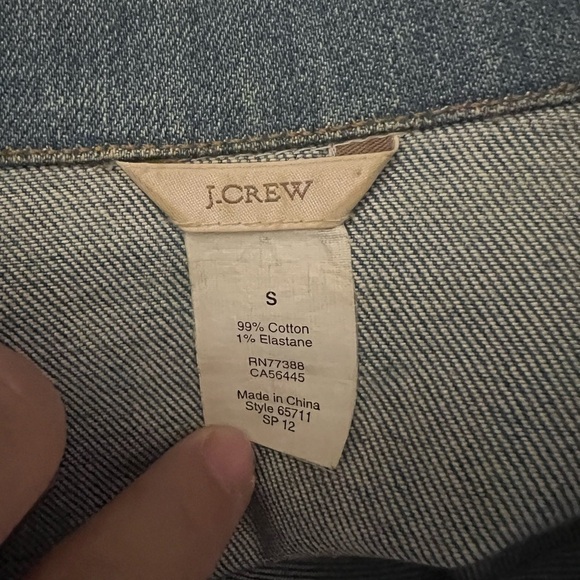 J.CREW
S
99% Cotton
1% Elastane
RN77388
CA56445
Made in China
Style 65711
SP 12